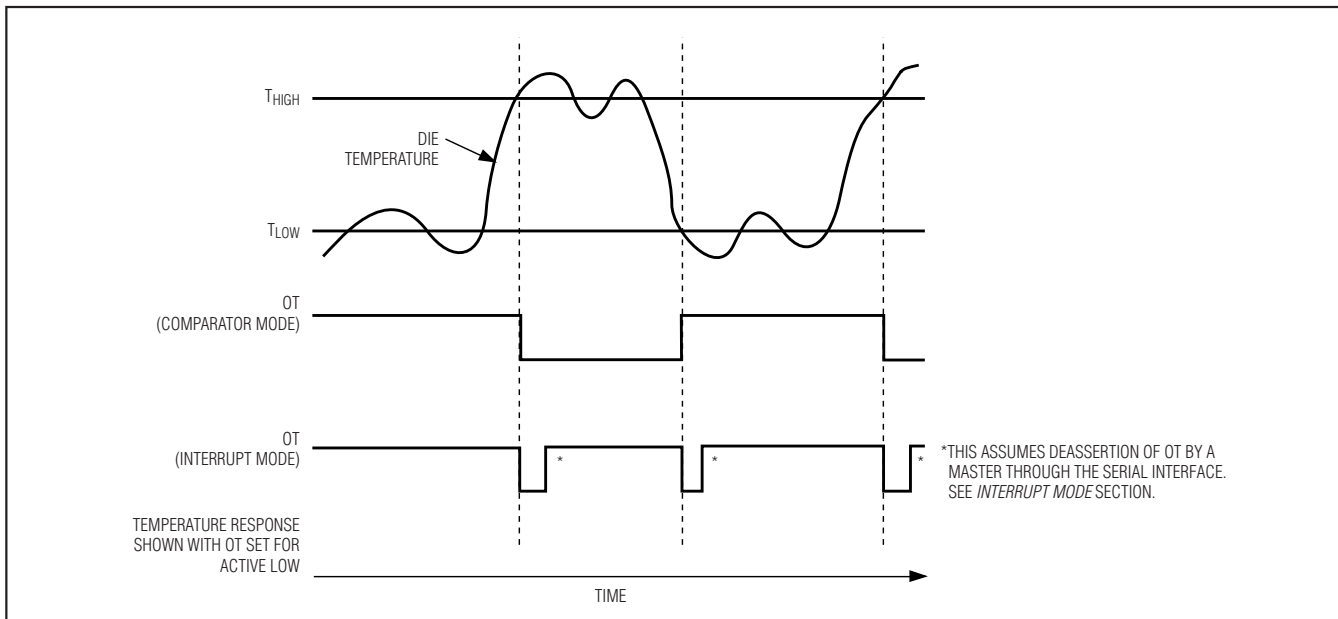 THIGH
DIE
TEMPERATURE
TLOW
OT
(COMPARATOR MODE)
OT
(INTERRUPT MODE)
*
*
*
*THIS ASSUMES DEASSERTION OF OT BY A
MASTER THROUGH THE SERIAL INTERFACE.
SEE INTERRUPT MODE SECTION.
TEMPERATURE RESPONSE
SHOWN WITH OT SET FOR
ACTIVE LOW
TIME